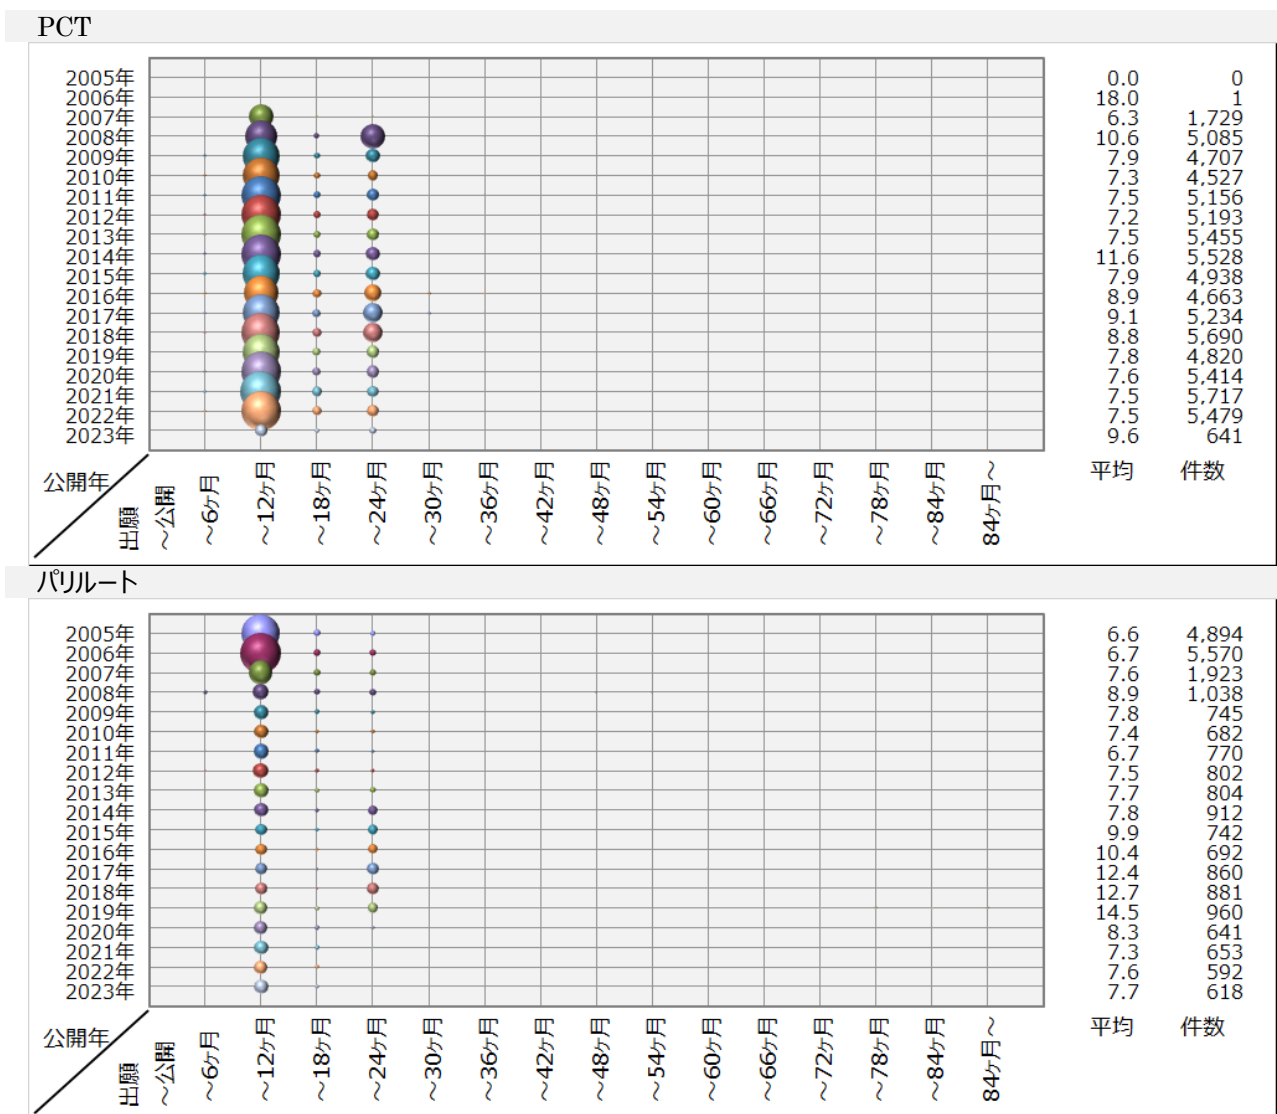 PCT
2005年 0.0 0
2006年 18.0 1
2007年 6.3 1,729
2008年 10.6 5,085
2009年 7.9 4,707
2010年 7.3 4,527
2011年 7.5 5,156
2012年 7.2 5,193
2013年 7.5 5,455
2014年 11.6 5,528
2015年 7.9 4,938
2016年 8.9 4,663
2017年 9.1 5,234
2018年 8.8 5,690
2019年 7.8 4,820
2020年 7.6 5,414
2021年 7.5 5,717
2022年 7.5 5,479
2023年 9.6 641
公開年
出願
～公開
～6ヶ月
～12ヶ月
～18ヶ月
～24ヶ月
～30ヶ月
～36ヶ月
～42ヶ月
～48ヶ月
～54ヶ月
～60ヶ月
～66ヶ月
～72ヶ月
～78ヶ月
～84ヶ月
84ヶ月～
平均 件数
パリルート
2005年 6.6 4,894
2006年 6.7 5,570
2007年 7.6 1,923
2008年 8.9 1,038
2009年 7.8 745
2010年 7.4 682
2011年 6.7 770
2012年 7.5 802
2013年 7.7 804
2014年 7.8 912
2015年 9.9 742
2016年 10.4 692
2017年 12.4 860
2018年 12.7 881
2019年 14.5 960
2020年 8.3 641
2021年 7.3 653
2022年 7.6 592
2023年 7.7 618
公開年
出願
～公開
～6ヶ月
～12ヶ月
～18ヶ月
～24ヶ月
～30ヶ月
～36ヶ月
～42ヶ月
～48ヶ月
～54ヶ月
～60ヶ月
～66ヶ月
～72ヶ月
～78ヶ月
～84ヶ月
84ヶ月～
平均 件数